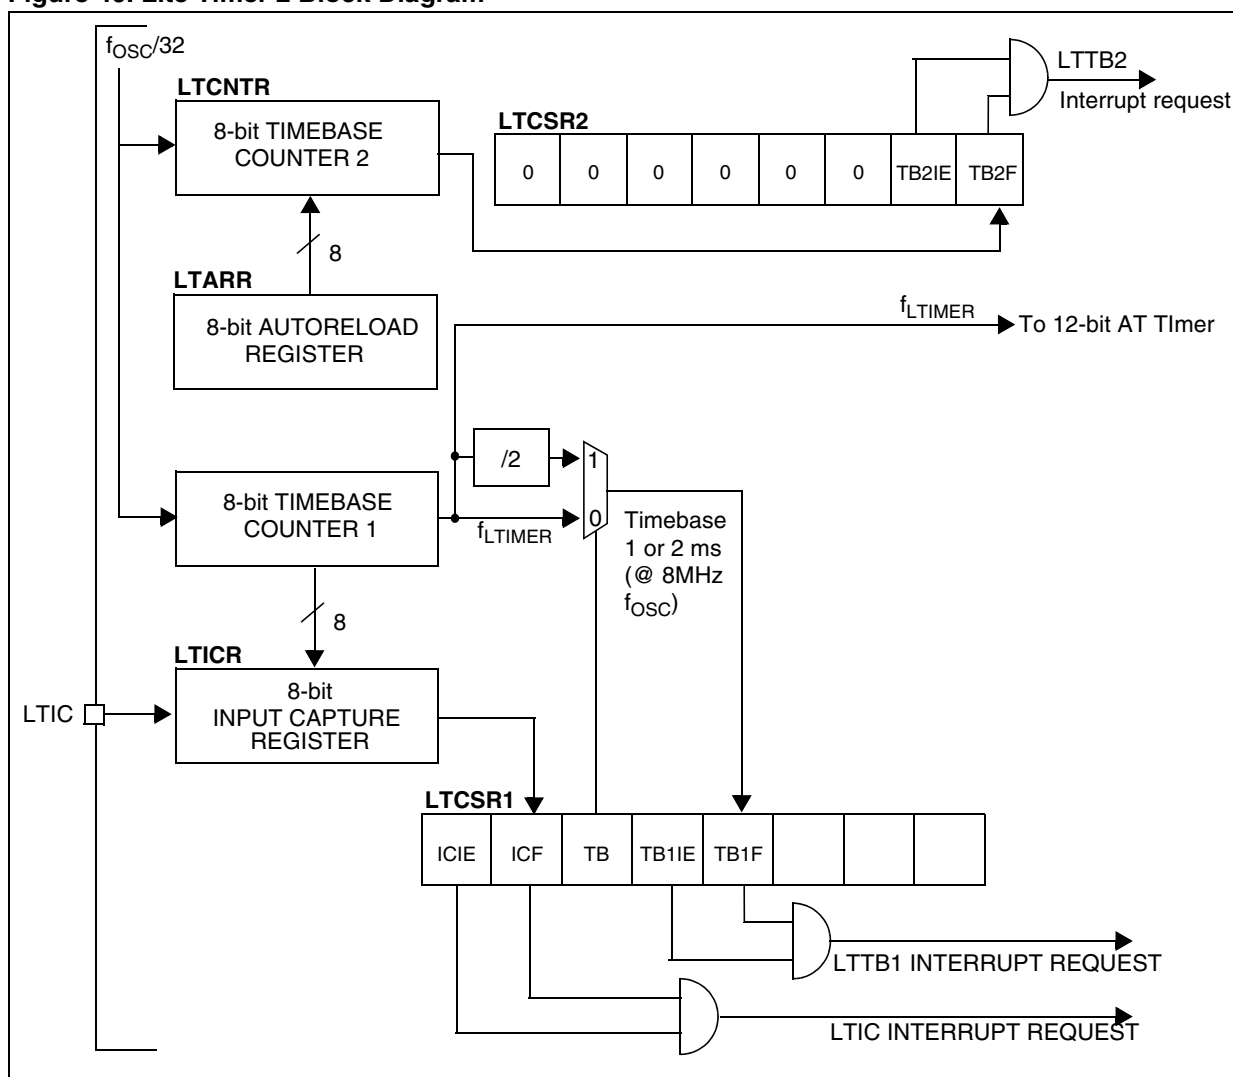 Figure 40. Lite Timer 2 Block Diagram
fOSC/32
LTCNTR
8-bit TIMEBASE
COUNTER 2
8
LTARR
8-bit AUTORELOAD
REGISTER
LTCSR2
0 0 0 0 0 0 TB2IE TB2F
LTTB2
Interrupt request
fLTIMER
To 12-bit AT TImer
8-bit TIMEBASE
COUNTER 1
/2
1
0
fLTIMER
Timebase
1 or 2 ms
(@ 8MHz
fOSC)
8
LTICR
8-bit
INPUT CAPTURE
REGISTER
LTIC
LTCSR1
ICIE ICF TB TB1IE TB1F
LTTB1 INTERRUPT REQUEST
LTIC INTERRUPT REQUEST